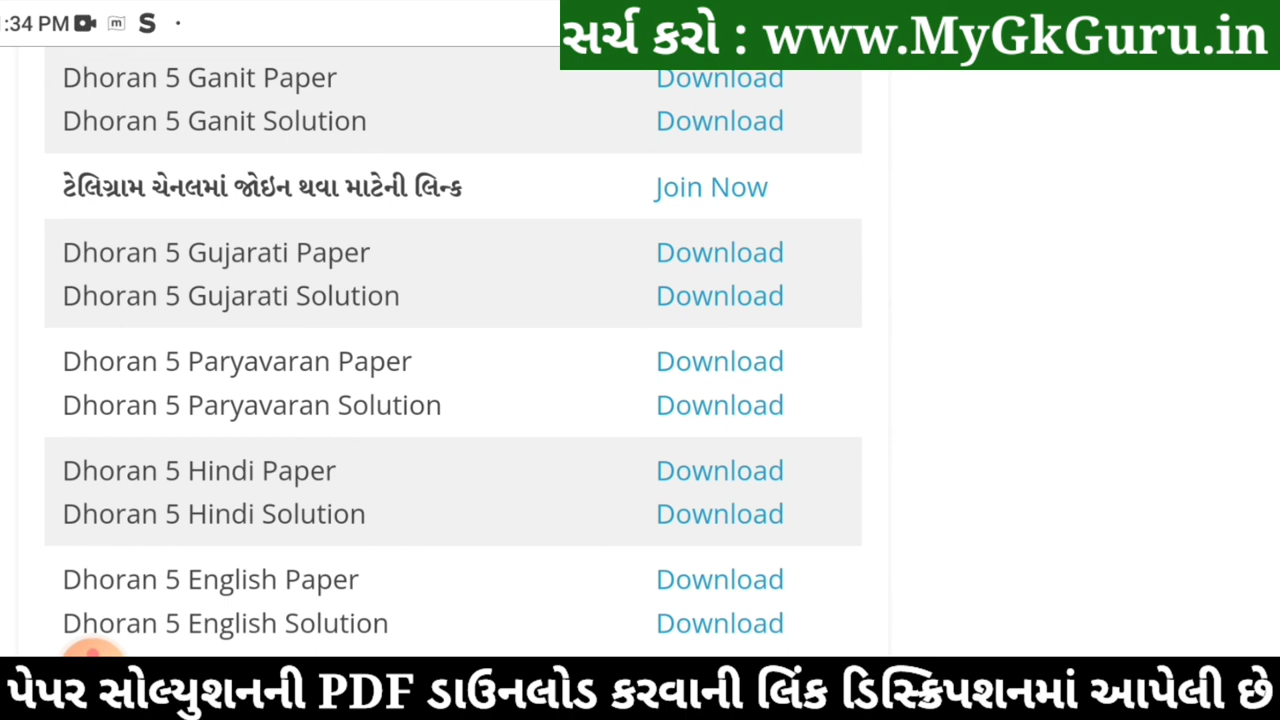 :34 PM
સર્ચ કરો : www.MyGkGuru.in
Dhoran 5 Ganit Paper Download
Dhoran 5 Ganit Solution Download
ટેલિગ્રામ ચેનલમાં જોઇન થવા માટેની લિન્ક Join Now
Dhoran 5 Gujarati Paper Download
Dhoran 5 Gujarati Solution Download
Dhoran 5 Paryavaran Paper Download
Dhoran 5 Paryavaran Solution Download
Dhoran 5 Hindi Paper Download
Dhoran 5 Hindi Solution Download
Dhoran 5 English Paper Download
Dhoran 5 English Solution Download
પેપર સોલ્યુશનની PDF ડાઉનલોડ કરવાની લિંક ડિસ્ક્રિપશનમાં આપેલી છે